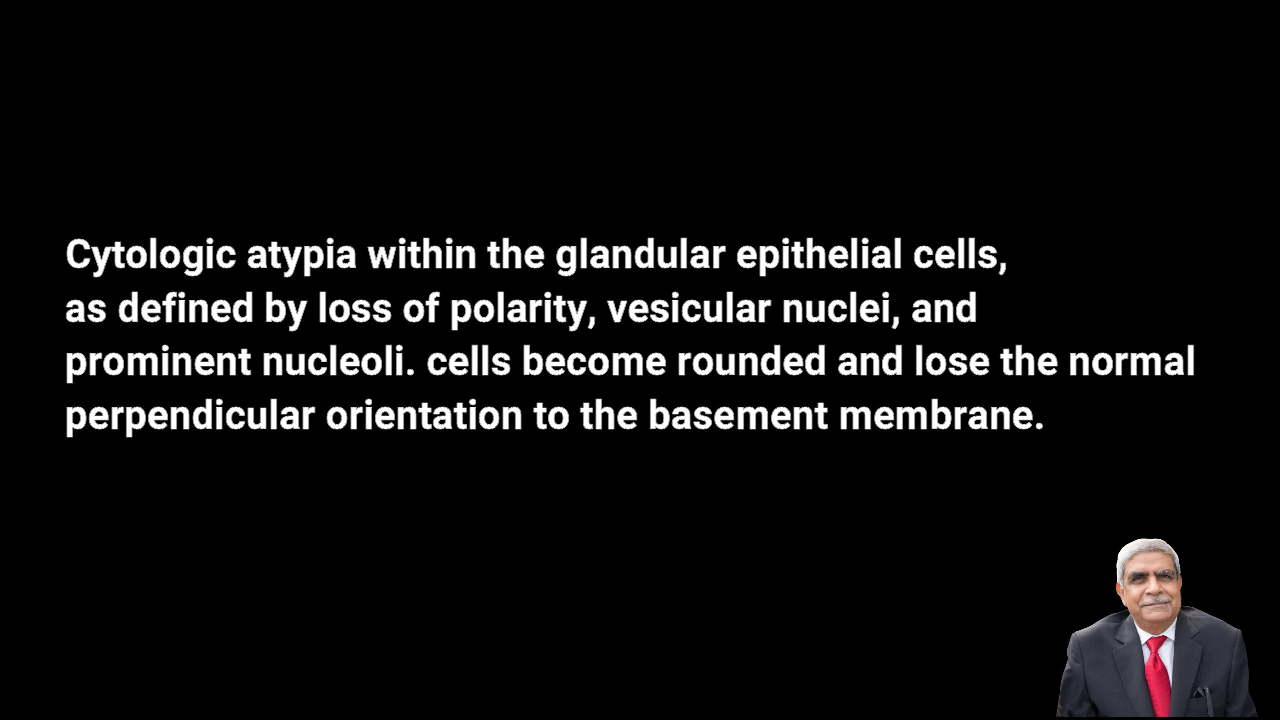 Cytologic atypia within the glandular epithelial cells,
as defined by loss of polarity, vesicular nuclei, and
prominent nucleoli. cells become rounded and lose the normal
perpendicular orientation to the basement membrane.